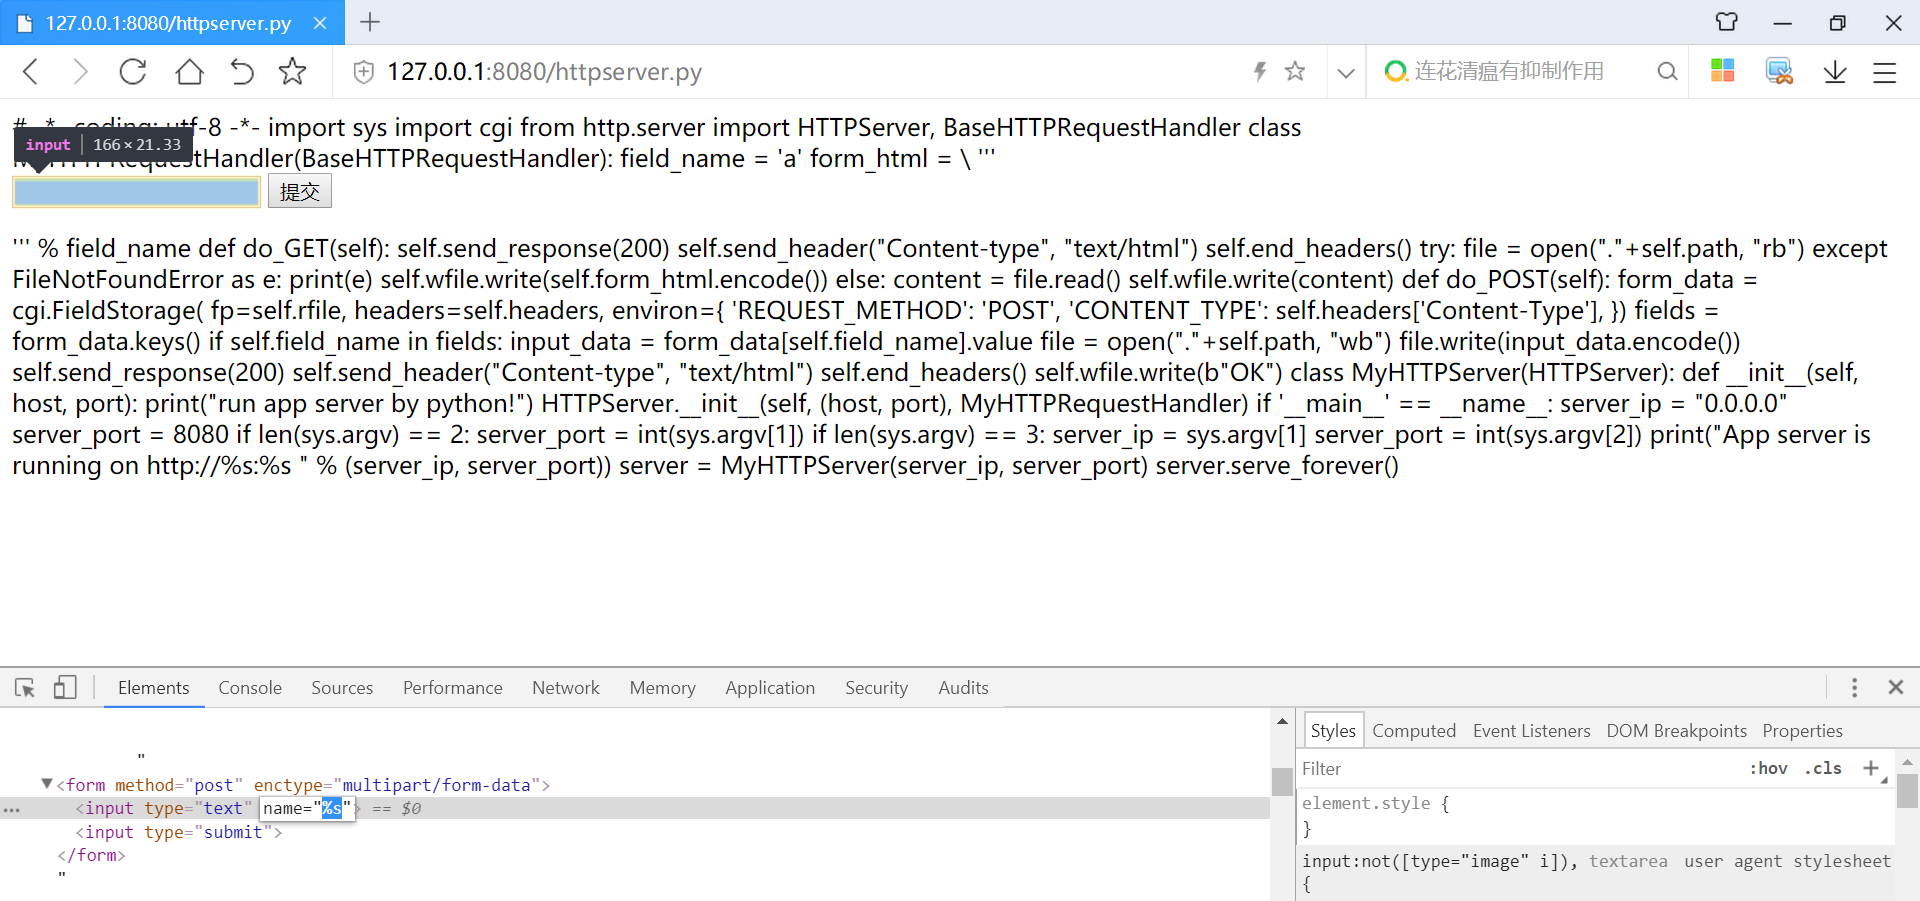 127.0.0.1:8080/httpserver.py
127.0.0.1:8080/httpserver.py
连花清瘟有抑制作用
# -*- coding: utf-8 -*- import sys import cgi from http.server import HTTPServer, BaseHTTPRequestHandler class
input 166 × 21.33
RequestHandler(BaseHTTPRequestHandler): field_name = 'a' form_html = \ '''
提交
''' % field_name def do_GET(self): self.send_response(200) self.send_header("Content-type", "text/html") self.end_headers() try: file = open("."+self.path, "rb") except
FileNotFoundError as e: print(e) self.wfile.write(self.form_html.encode()) else: content = file.read() self.wfile.write(content) def do_POST(self): form_data =
cgi.FieldStorage( fp=self.rfile, headers=self.headers, environ={ 'REQUEST_METHOD': 'POST', 'CONTENT_TYPE': self.headers['Content-Type'], }) fields =
form_data.keys() if self.field_name in fields: input_data = form_data[self.field_name].value file = open("."+self.path, "wb") file.write(input_data.encode())
self.send_response(200) self.send_header("Content-type", "text/html") self.end_headers() self.wfile.write(b"OK") class MyHTTPServer(HTTPServer): def __init__(self,
host, port): print("run app server by python!") HTTPServer.__init__(self, (host, port), MyHTTPRequestHandler) if '__main__' == __name__: server_ip = "0.0.0.0"
server_port = 8080 if len(sys.argv) == 2: server_port = int(sys.argv[1]) if len(sys.argv) == 3: server_ip = sys.argv[1] server_port = int(sys.argv[2]) print("App server is
running on http://%s:%s " % (server_ip, server_port)) server = MyHTTPServer(server_ip, server_port) server.serve_forever()
Elements Console Sources Performance Network Memory Application Security Audits
"
<form method="post" enctype="multipart/form-data">
<input type="text" name="%s"> == $0
<input type="submit">
</form>
"
Styles Computed Event Listeners DOM Breakpoints Properties
Filter :hov .cls +
element.style {
}
input:not([type="image" i]), textarea user agent stylesheet
{